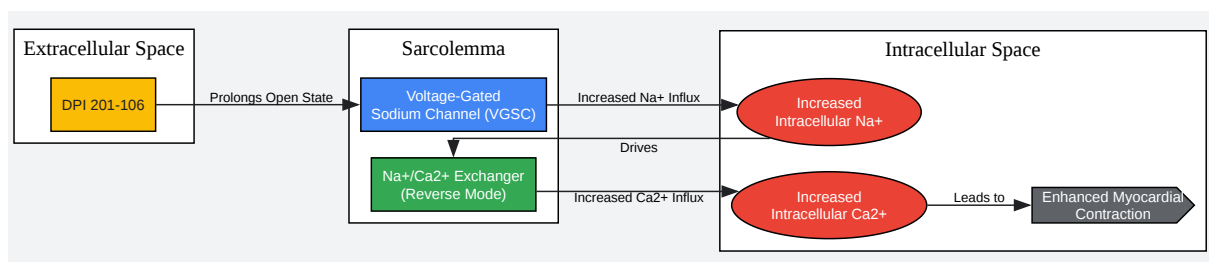 Extracellular Space
DPI 201-106
Prolongs Open State
Sarcolemma
Voltage-Gated
Sodium Channel (VGSC)
Increased Na+ Influx
Intracellular Space
Increased
Intracellular Na+
Drives
Na+/Ca2+ Exchanger
(Reverse Mode)
Increased Ca2+ Influx
Increased
Intracellular Ca2+
Leads to
Enhanced Myocardial
Contraction